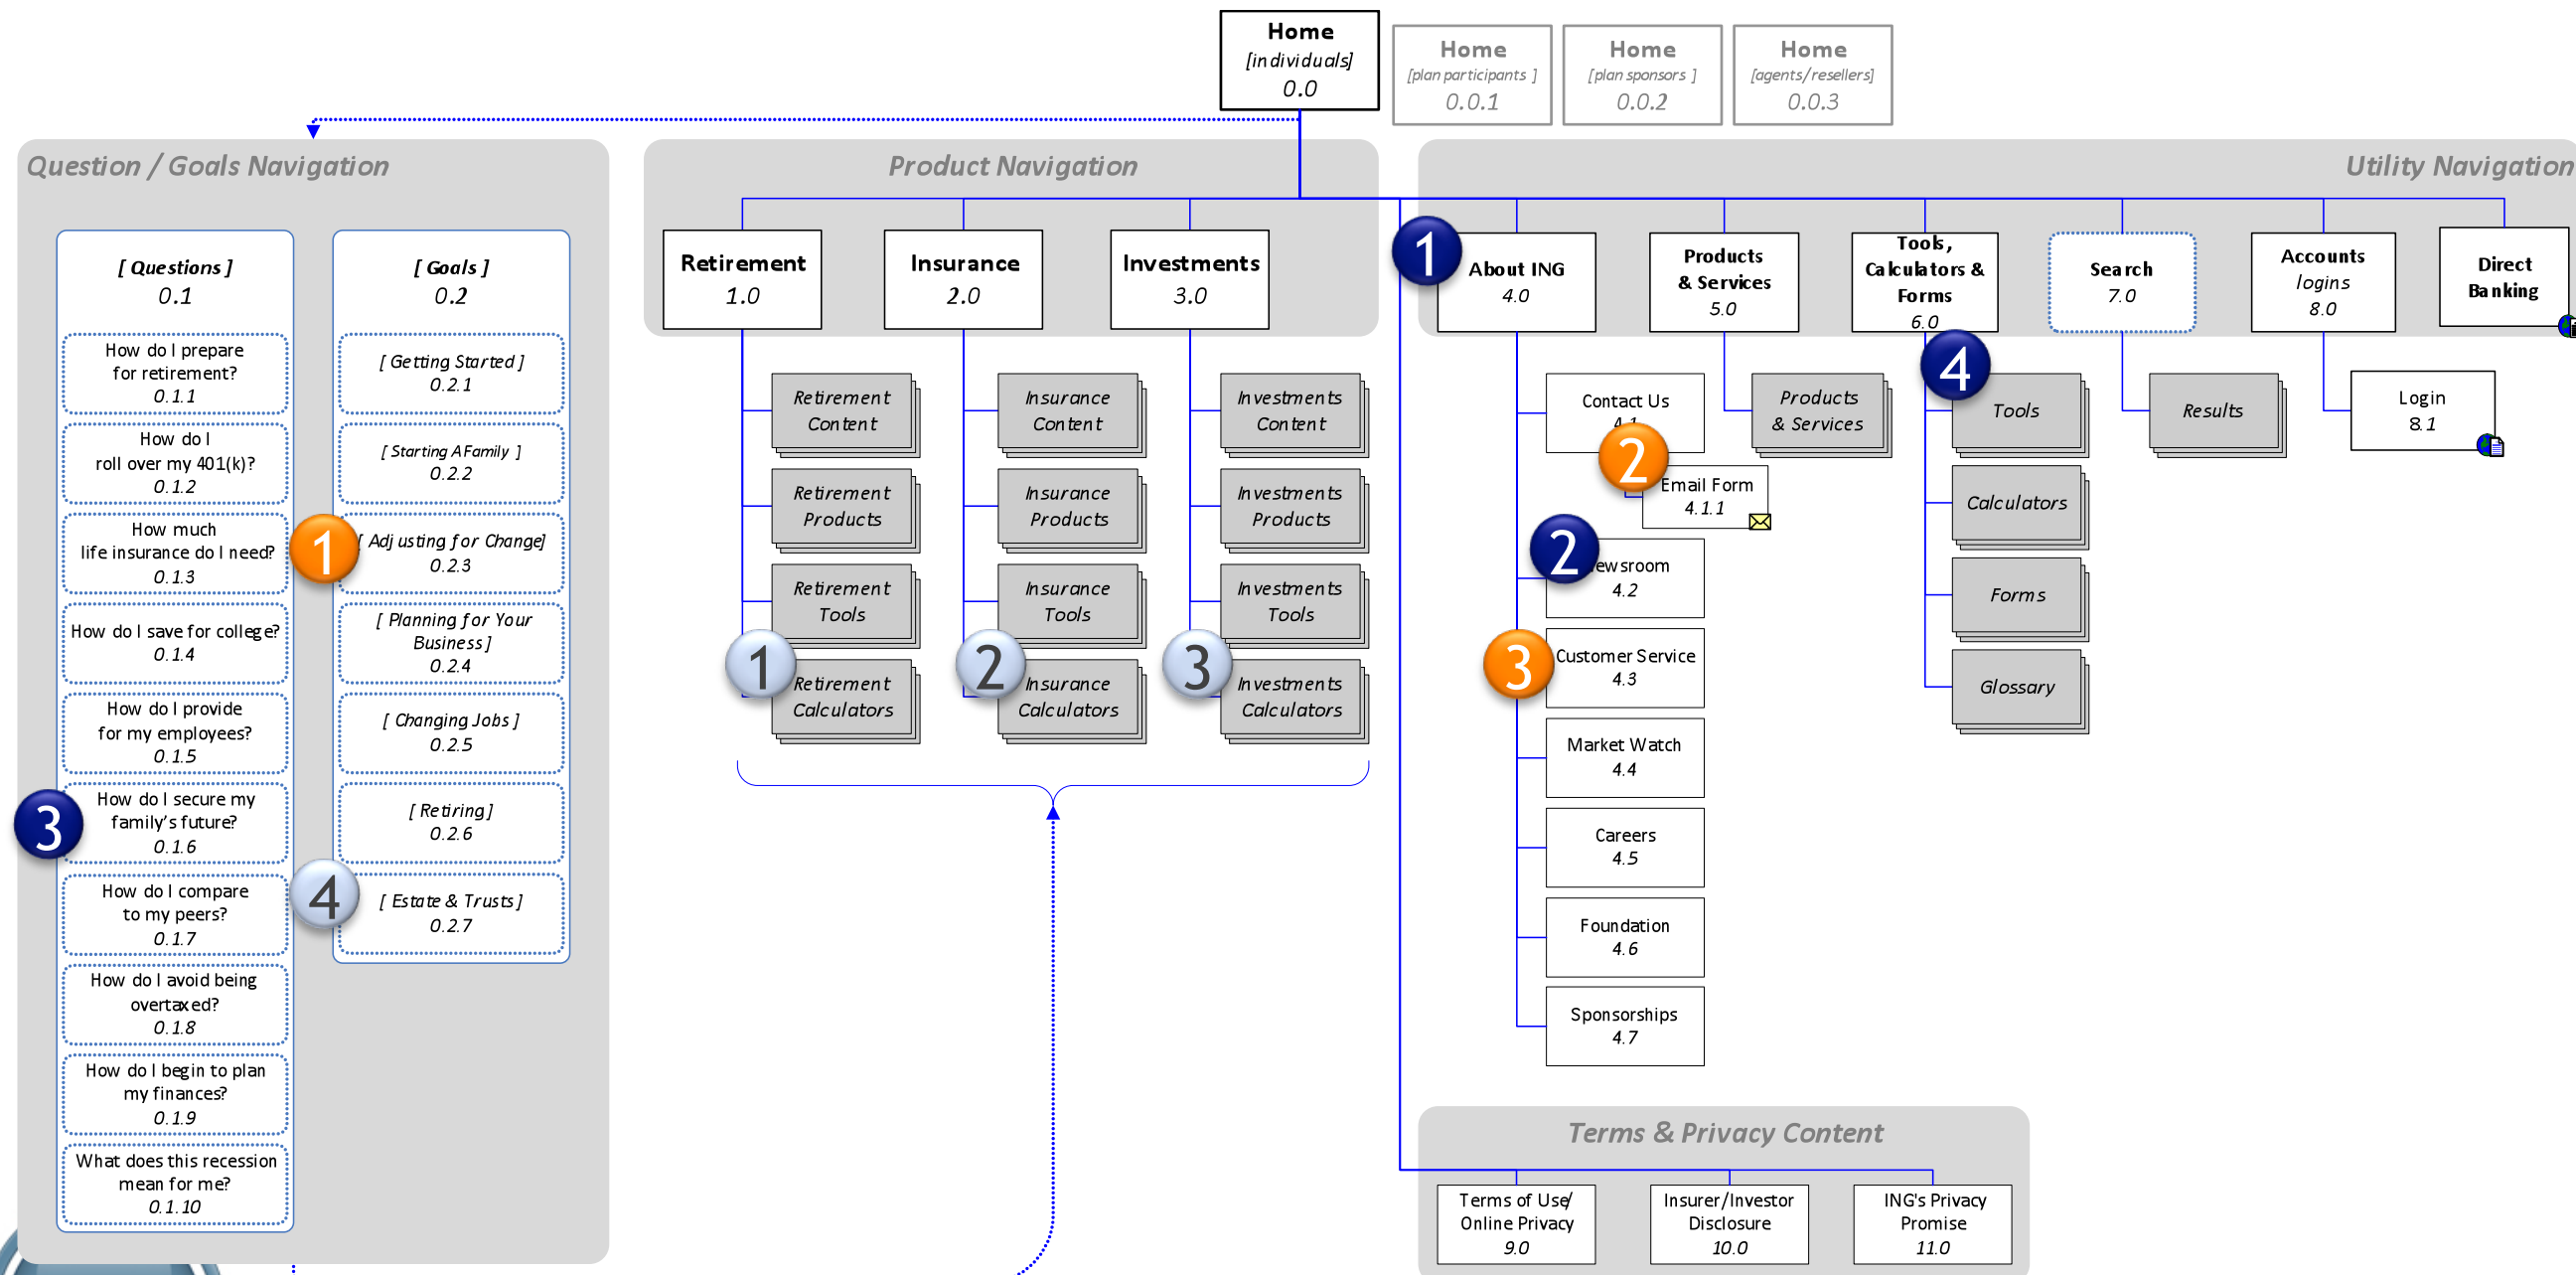 Home
[individuals]
0.0
Home
[plan participants ]
0.0.1
Home
[plan sponsors ]
0.0.2
Home
[agents/resellers]
0.0.3
Question / Goals Navigation
[ Questions ]
0.1
How do I prepare
for retirement?
0.1.1
How do I
roll over my 401(k)?
0.1.2
How much
life insurance do I need?
0.1.3
How do I save for college?
0.1.4
How do I provide
for my employees?
0.1.5
How do I secure my
family's future?
0.1.6
How do I compare
to my peers?
0.1.7
How do I avoid being
overtaxed?
0.1.8
How do I begin to plan
my finances?
0.1.9
What does this recession
mean for me?
0.1.10
3
1
4
[ Goals ]
0.2
[ Getting Started ]
0.2.1
[ Starting A Family ]
0.2.2
[ Adjusting for Change]
0.2.3
[ Planning for Your
Business ]
0.2.4
[ Changing Jobs ]
0.2.5
[ Retiring ]
0.2.6
[ Estate & Trusts ]
0.2.7
Product Navigation
Retirement
1.0
Retirement
Content
Retirement
Products
Retirement
Tools
1
Retirement
Calculators
Insurance
2.0
Insurance
Content
Insurance
Products
Insurance
Tools
2
Insurance
Calculators
Investments
3.0
Investments
Content
Investments
Products
Investments
Tools
3
Investments
Calculators
Utility Navigation
1
About ING
4.0
Contact Us
4.1
2
Email Form
4.1.1
2
ewsroom
4.2
3
Customer Service
4.3
Market Watch
4.4
Careers
4.5
Foundation
4.6
Sponsorships
4.7
Products
& Services
5.0
Products
& Services
Tools,
Calculators &
Forms
6.0
4
Tools
Calculators
Forms
Glossary
Search
7.0
Results
Accounts
logins
8.0
Login
8.1
Direct
Banking
Terms & Privacy Content
Terms of Use/
Online Privacy
9.0
Insurer/Investor
Disclosure
10.0
ING's Privacy
Promise
11.0